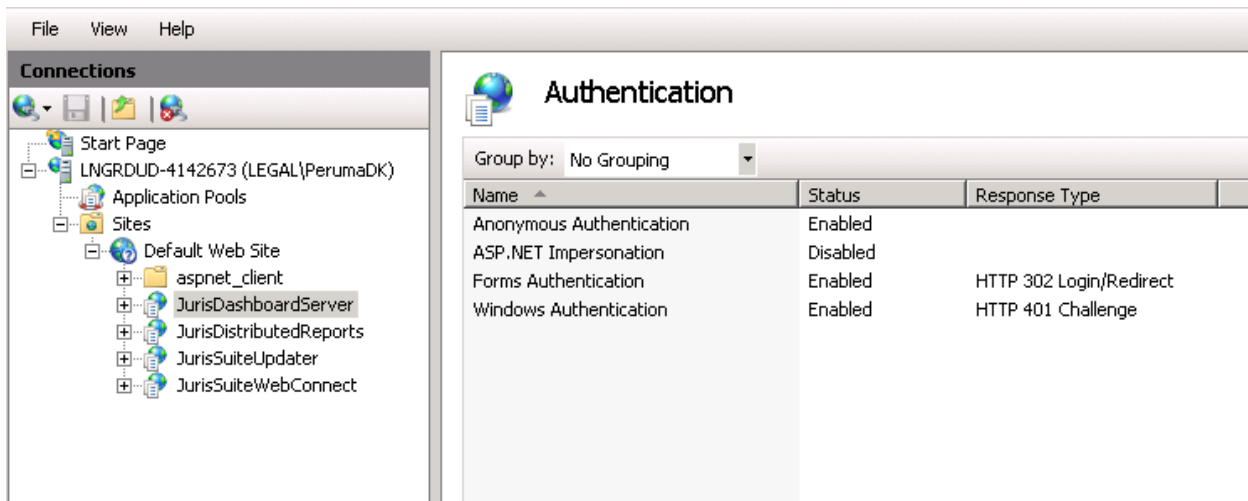 File View Help
Connections
Start Page
LNGRDUD-4142673 (LEGAL\PerumaDK)
Application Pools
Sites
Default Web Site
aspnet_client
JurisDashboardServer
JurisDistributedReports
JurisSuiteUpdater
JurisSuiteWebConnect
Authentication
Group by: No Grouping
Name Status Response Type
Anonymous Authentication Enabled
ASP.NET Impersonation Disabled
Forms Authentication Enabled HTTP 302 Login/Redirect
Windows Authentication Enabled HTTP 401 Challenge